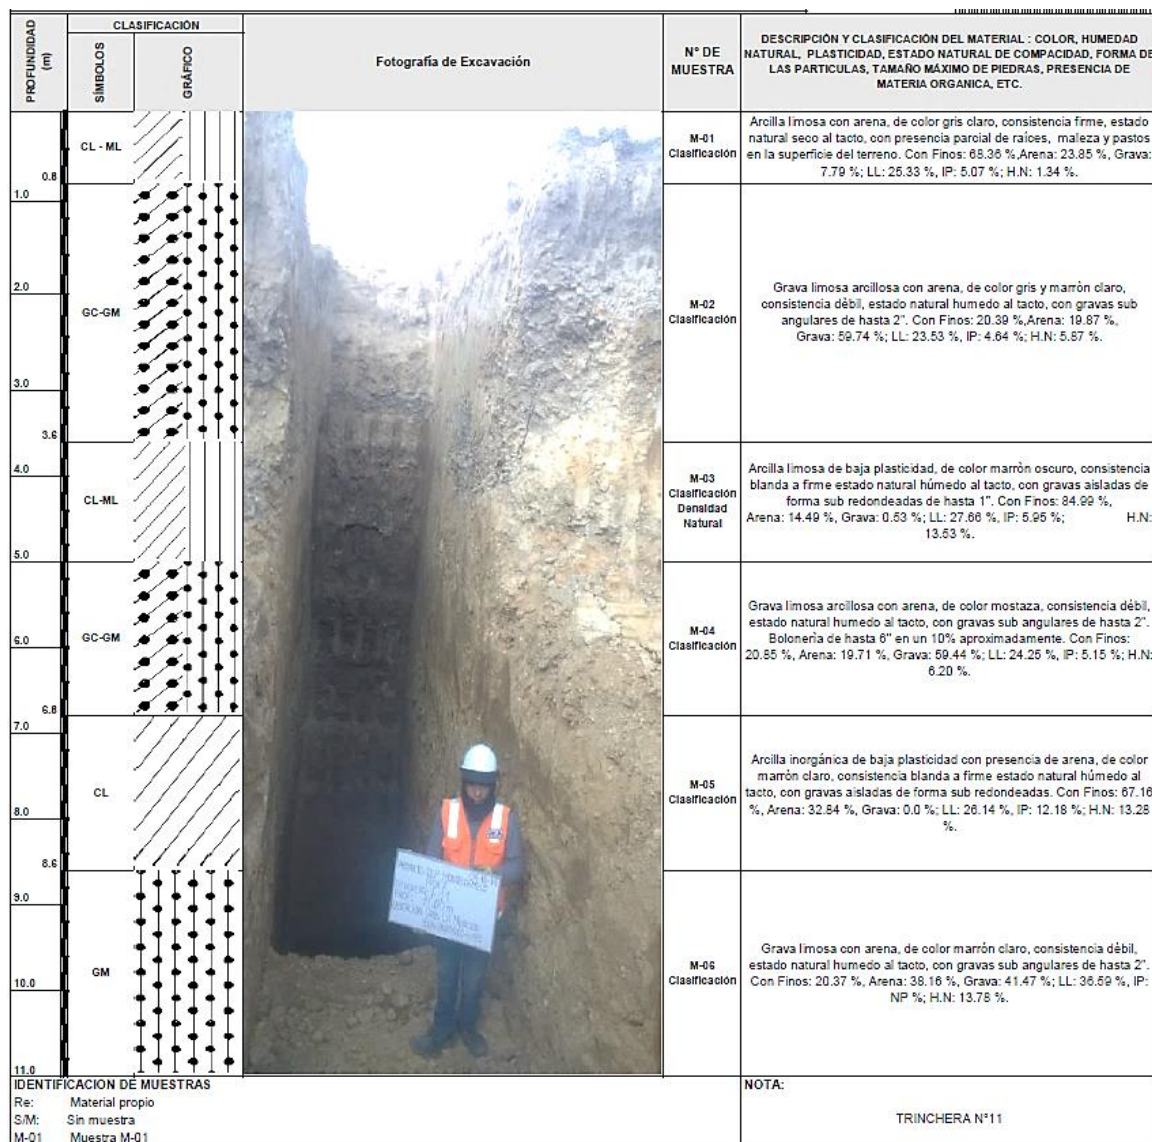 PROFUNDIDAD (m)
CLASIFICACIÓN
SÍMBOLOS
GRÁFICO
Fotografía de Excavación
N° DE
MUESTRA
DESCRIPCIÓN Y CLASIFICACIÓN DEL MATERIAL : COLOR, HUMEDAD
NATURAL, PLASTICIDAD, ESTADO NATURAL DE COMPACIDAD, FORMA DE
LAS PARTICULAS, TAMAÑO MÁXIMO DE PIEDRAS, PRESENCIA DE
MATERIA ORGANICA, ETC.
0.8
CL - ML
M-01
Clasificación
Arcilla limosa con arena, de color gris claro, consistencia firme, estado
natural seco al tacto, con presencia parcial de raíces, maleza y pastos
en la superficie del terreno. Con Finos: 68.36 %,Arena: 23.85 %, Grava:
7.79 %; LL: 25.33 %, IP: 5.07 %; H.N: 1.34 %.
1.0
2.0
3.0
3.6
GC-GM
M-02
Clasificación
Grava limosa arcillosa con arena, de color gris y marrón claro,
consistencia débil, estado natural humedo al tacto, con gravas sub
angulares de hasta 2". Con Finos: 20.39 %,Arena: 19.87 %,
Grava: 59.74 %; LL: 23.53 %, IP: 4.64 %; H.N: 5.87 %.
4.0
5.0
CL-ML
M-03
Clasificación
Densidad
Natural
Arcilla limosa de baja plasticidad, de color marrón oscuro, consistencia
blanda a firme estado natural húmedo al tacto, con gravas aisladas de
forma sub redondeadas de hasta 1". Con Finos: 84.99 %,
Arena: 14.49 %, Grava: 0.53 %; LL: 27.66 %, IP: 5.95 %; H.N:
13.53 %.
6.0
6.8
GC-GM
M-04
Clasificación
Grava limosa arcillosa con arena, de color mostaza, consistencia débil,
estado natural humedo al tacto, con gravas sub angulares de hasta 2".
Bolonería de hasta 6" en un 10% aproximadamente. Con Finos:
20.85 %, Arena: 19.71 %, Grava: 59.44 %; LL: 24.25 %, IP: 5.15 %; H.N:
6.20 %.
7.0
8.0
8.6
CL
M-05
Clasificación
Arcilla inorgánica de baja plasticidad con presencia de arena, de color
marrón claro, consistencia blanda a firme estado natural húmedo al
tacto, con gravas aisladas de forma sub redondeadas. Con Finos: 67.16
%, Arena: 32.84 %, Grava: 0.0 %; LL: 26.14 %, IP: 12.18 %; H.N: 13.28
%.
9.0
10.0
11.0
GM
M-06
Clasificación
Grava limosa con arena, de color marrón claro, consistencia débil,
estado natural humedo al tacto, con gravas sub angulares de hasta 2".
Con Finos: 20.37 %, Arena: 38.16 %, Grava: 41.47 %; LL: 36.59 %, IP:
NP %; H.N: 13.78 %.
IDENTIFICACION DE MUESTRAS
Re: Material propio
S/M: Sin muestra
M-01 Muestra M-01
NOTA:
TRINCHERA N°11